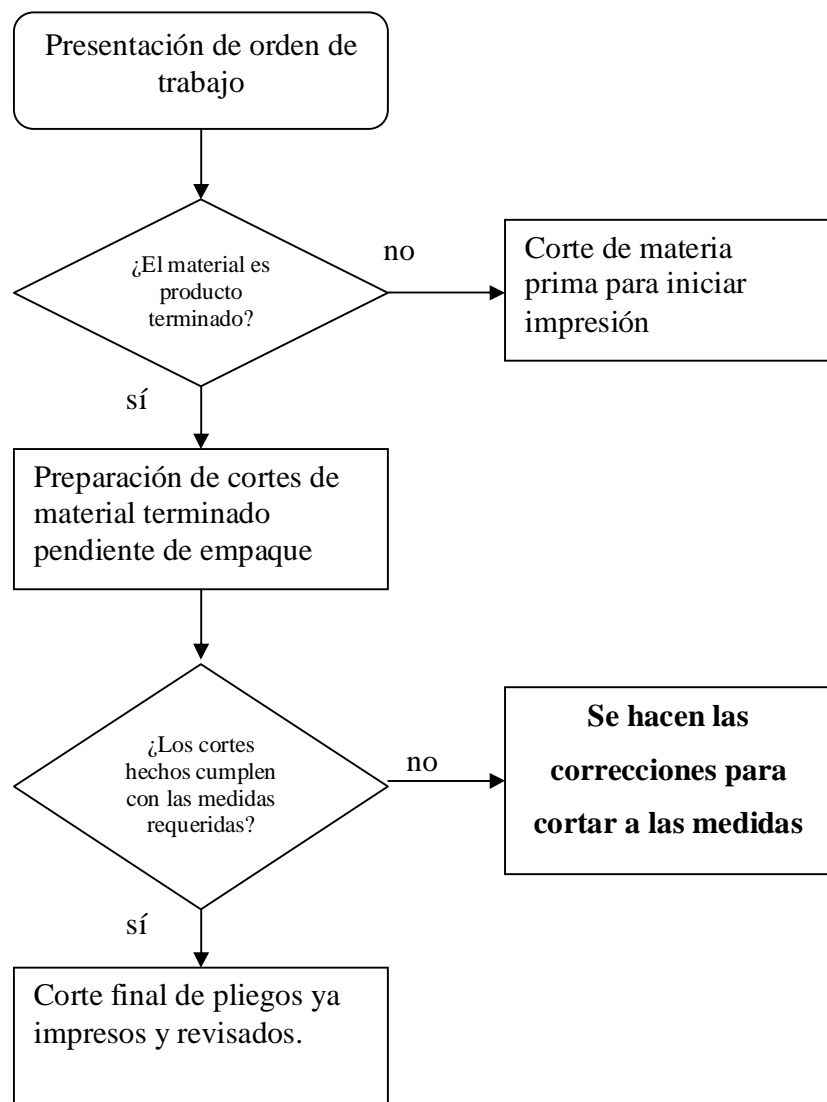 Presentación de orden de
trabajo
¿El material es
producto
terminado?
no
Corte de materia
prima para iniciar
impresión
sí
Preparación de cortes de
material terminado
pendiente de empaque
¿Los cortes
hechos cumplen
con las medidas
requeridas?
no
Se hacen las
correcciones para
cortar a las medidas
sí
Corte final de pliegos ya
impresos y revisados.